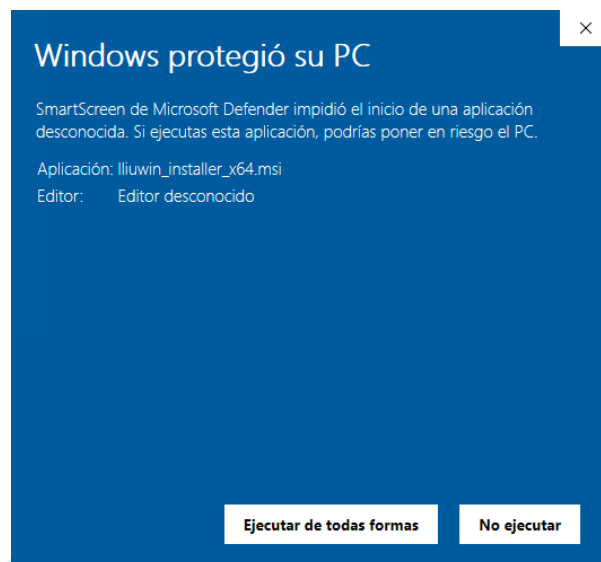 Windows protegió su PC
SmartScreen de Microsoft Defender impidió el inicio de una aplicación
desconocida. Si ejecutas esta aplicación, podrías poner en riesgo el PC.
Aplicación: lliuwin_installer_x64.msi
Editor: Editor desconocido
Ejecutar de todas formas
No ejecutar